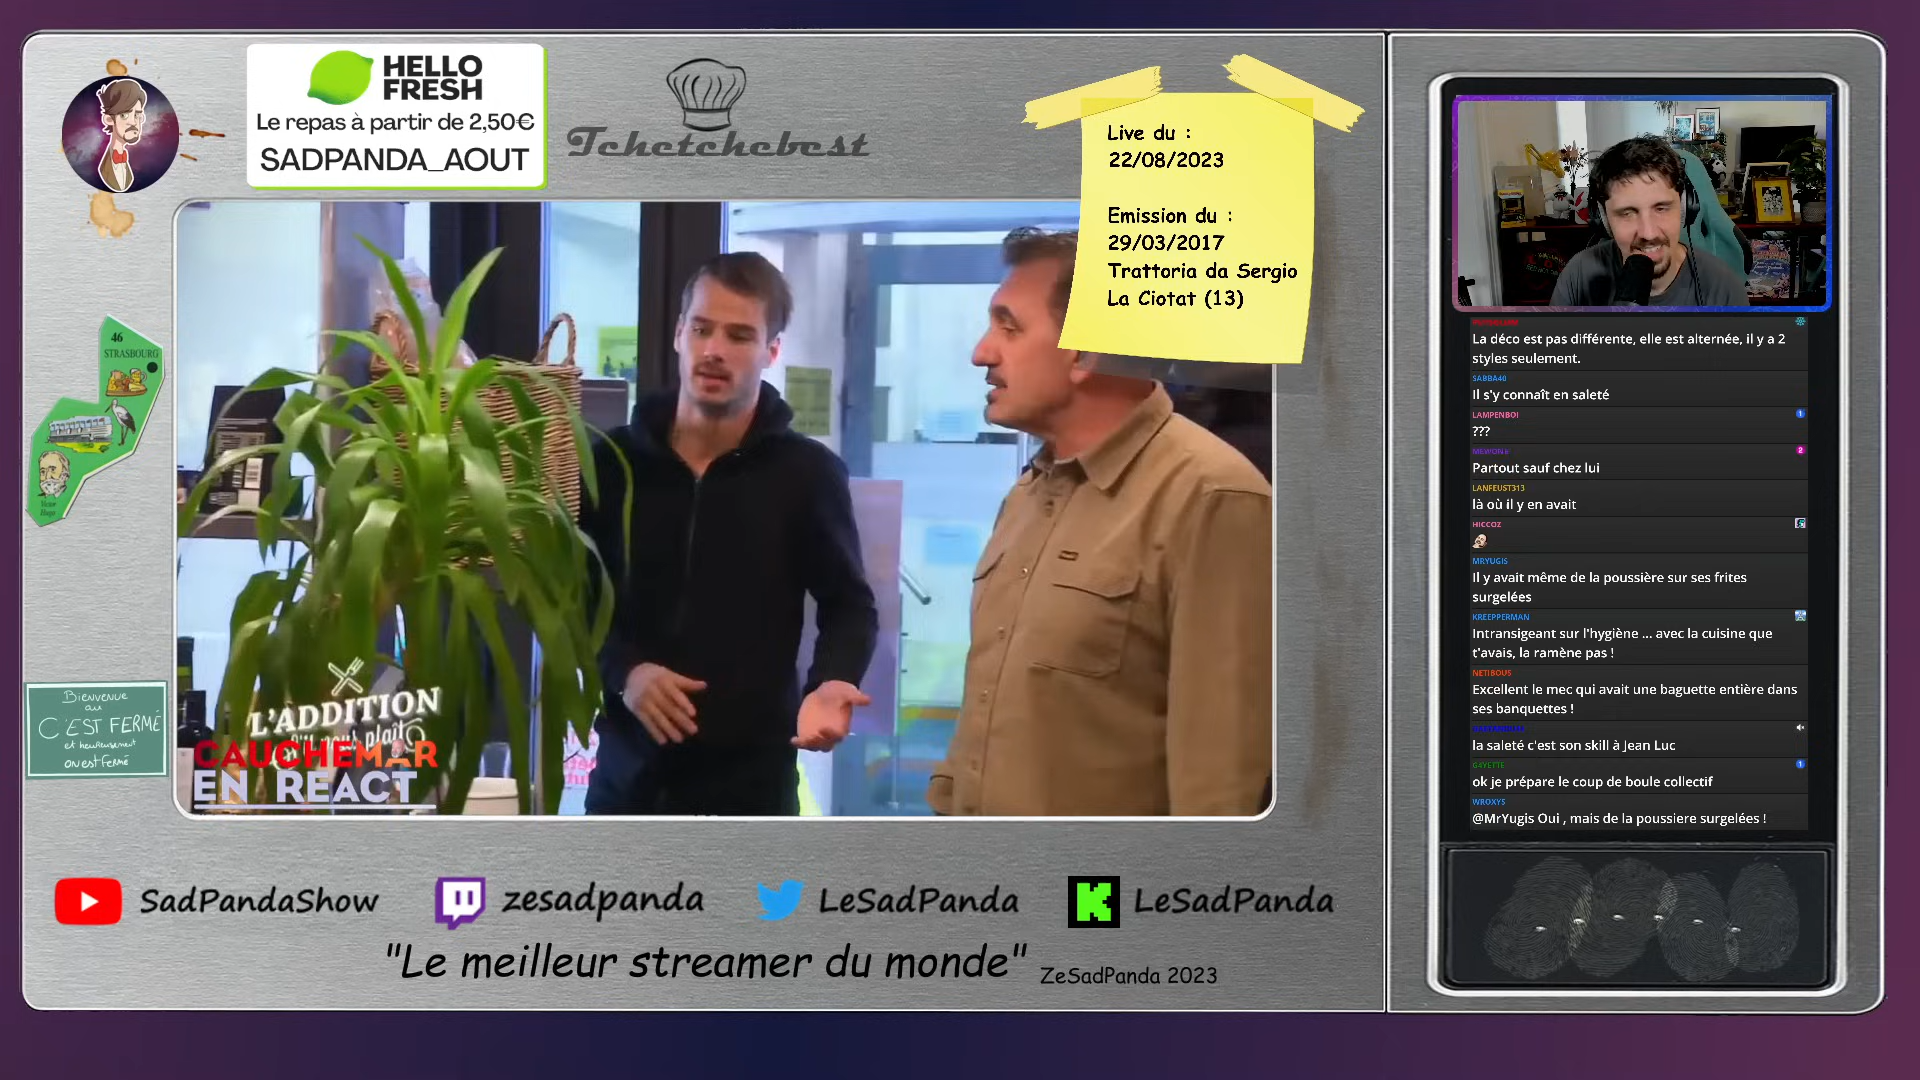 HELLO
FRESH
Le repas à partir de 2,50€
SADPANDA_AOUT
Tchetchebest
Live du :
22/08/2023
Emission du :
29/03/2017
Trattoria da Sergio
La Ciotat (13)
46
STRASBOURG
Victor
Hugo
BIENVENUE
au
C'EST FERMÉ
et heureusement
on est fermé
L'ADDITION
s'il vous plait
CAUCHEMAR
EN REACT
La déco est pas différente, elle est alternée, il y a 2
styles seulement.
SABBA40
Il s'y connaît en saleté
LAMPENBOI
???
MEWONE
Partout sauf chez lui
LANFEUST313
là où il y en avait
HICCOZ
MRYUGIS
Il y avait même de la poussière sur ses frites
surgelées
KREEPPERMAN
Intransigeant sur l'hygiène ... avec la cuisine que
t'avais, la ramène pas !
NETIBOUS
Excellent le mec qui avait une baguette entière dans
ses banquettes !
la saleté c'est son skill à Jean Luc
G4YETTE
ok je prépare le coup de boule collectif
WROXYS
@MrYugis Oui , mais de la poussiere surgelées !
SadPandaShow
zesadpanda
LeSadPanda
K
LeSadPanda
"Le meilleur streamer du monde"
ZeSadPanda 2023